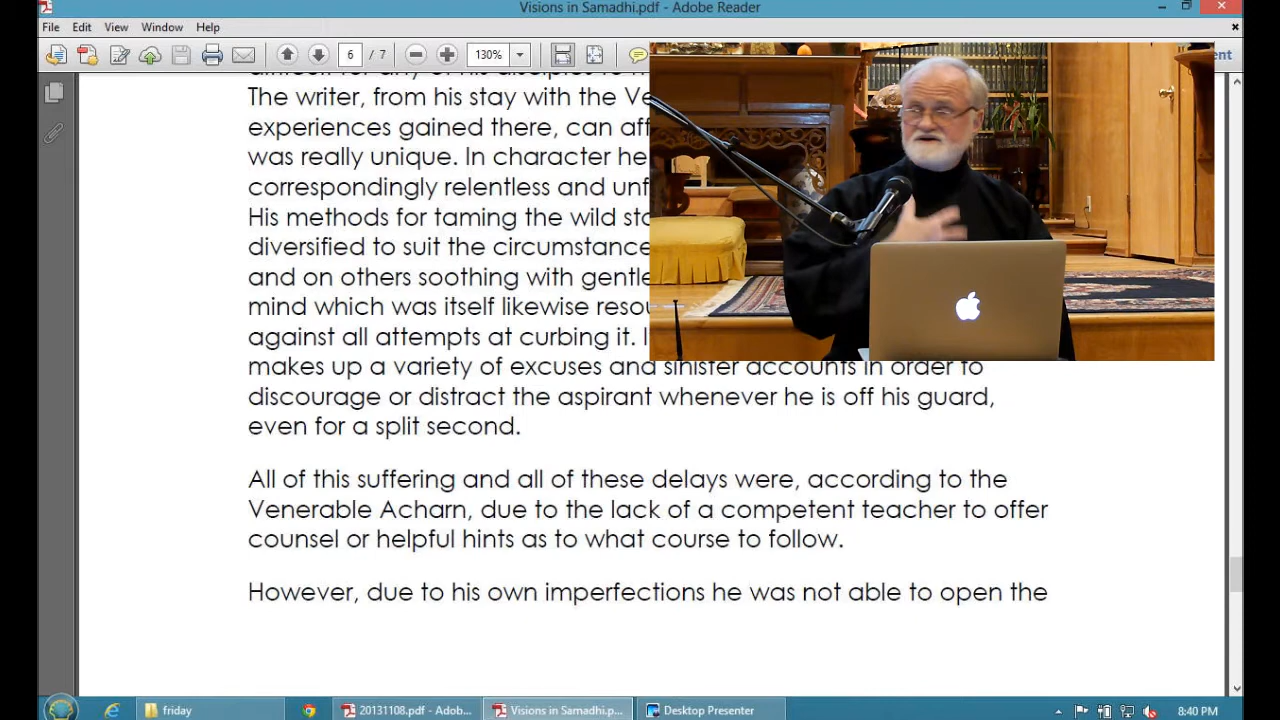 Visions in Samadhi.pdf - Adobe Reader
File Edit View Window Help
6 / 7 130%
The writer, from his stay with the
experiences gained there, can
was really unique. In character he
correspondingly relentless and
His methods for taming the wild
diversified to suit the
and on others soothing with
mind which was itself likewise
against all attempts at curbing it.
makes up a variety of excuses and sinister accounts in order to
discourage or distract the aspirant whenever he is off his guard,
even for a split second.
All of this suffering and all of these delays were, according to the
Venerable Acharn, due to the lack of a competent teacher to offer
counsel or helpful hints as to what course to follow.
However, due to his own imperfections he was not able to open the
friday 20131108.pdf - Adob... Visions in Samadhi.p... Desktop Presenter 8:40 PM